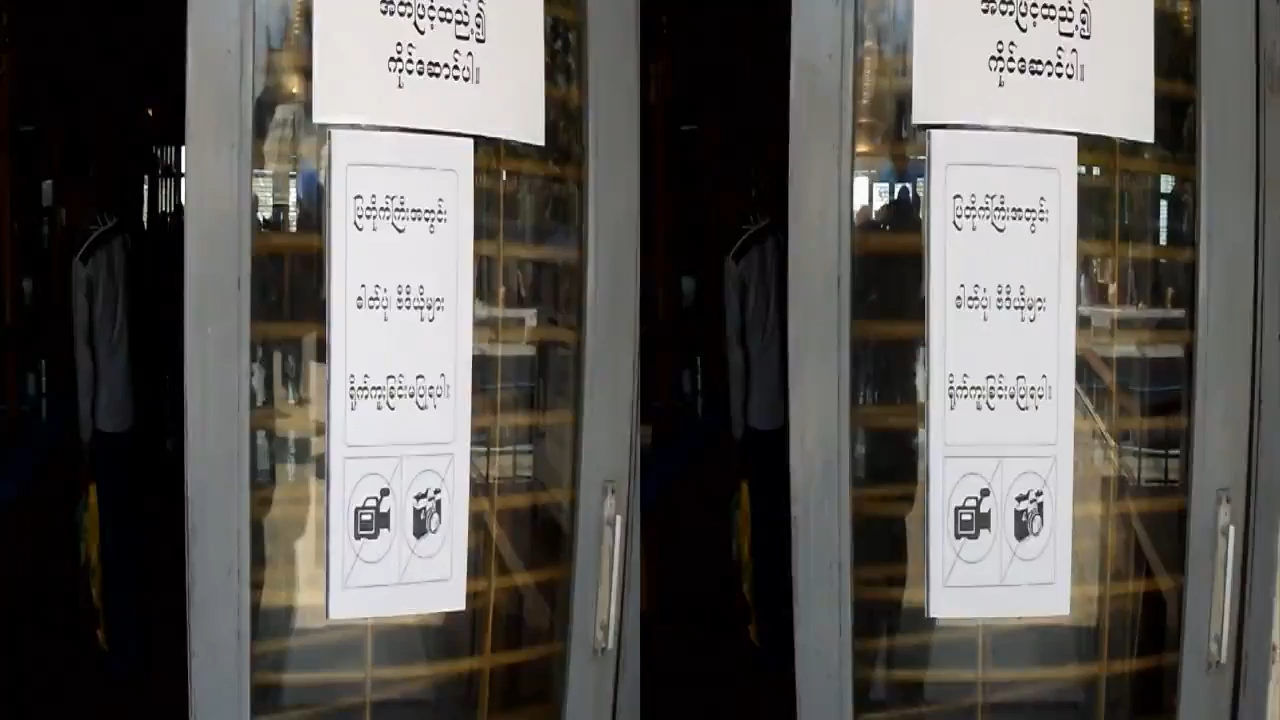 ကိုင်ဆောင်ပါ။
ပြတိုက်ကြီးအတွင်း
ဓါတ်ပုံ၊ ဗီဒီယိုများ
ရိုက်ကူးခြင်းမပြုရပါ။
ကိုင်ဆောင်ပါ။
ပြတိုက်ကြီးအတွင်း
ဓါတ်ပုံ၊ ဗီဒီယိုများ
ရိုက်ကူးခြင်းမပြုရပါ။